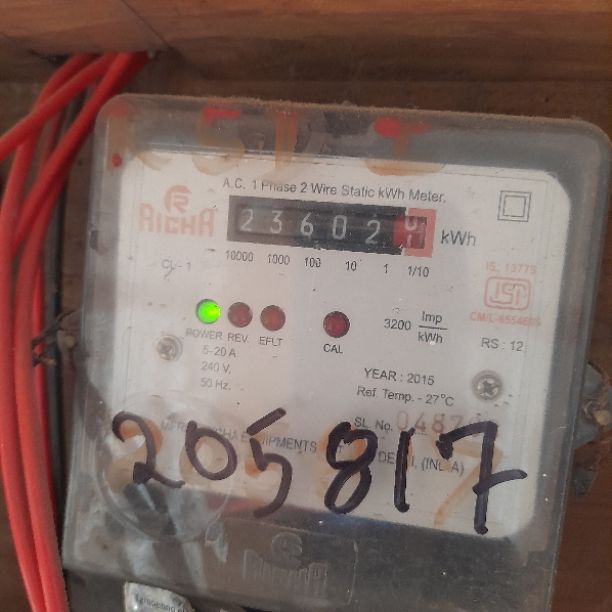 A.C. 1 Phase 2 Wire Static kWh Meter.
RICHA
23602
kWh
10000 1000 100 10 1 1/10
CL-1
IS: 13779
ISI
POWER REV. EFLT
CAL
3200 Imp/kWh
RS : 12
5-20 A
240 V.
50 Hz.
YEAR : 2015
Ref. Temp. - 27°C
SL. No.
EQUIPMENTS
(INDIA)
205817
RICHA